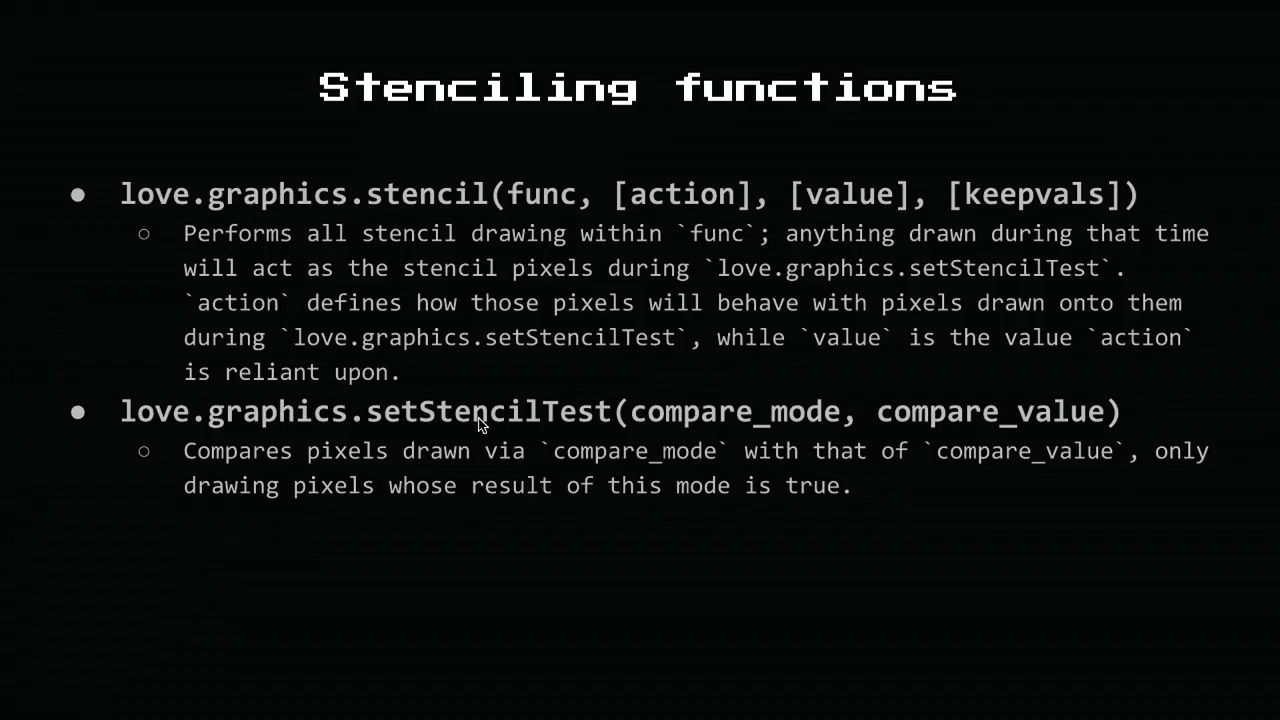 Stenciling functions
● love.graphics.stencil(func, [action], [value], [keepvals])
○ Performs all stencil drawing within `func`; anything drawn during that time
will act as the stencil pixels during `love.graphics.setStencilTest`.
`action` defines how those pixels will behave with pixels drawn onto them
during `love.graphics.setStencilTest`, while `value` is the value `action`
is reliant upon.
● love.graphics.setStencilTest(compare_mode, compare_value)
○ Compares pixels drawn via `compare_mode` with that of `compare_value`, only
drawing pixels whose result of this mode is true.